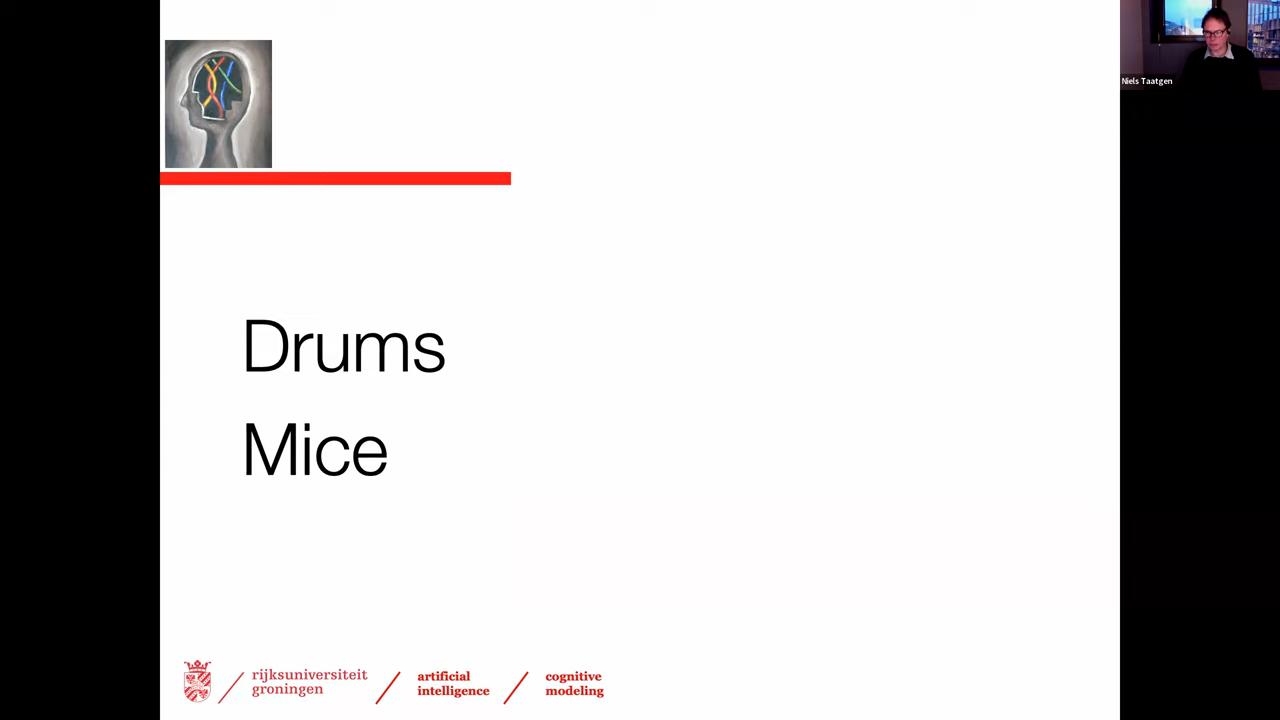 Niels Taatgen
Drums
Mice
rijksuniversiteit
groningen
artificial
intelligence
cognitive
modeling